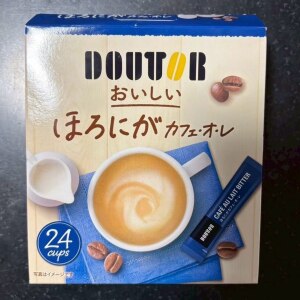 DOUTOR
おいしい
ほろにが カフェ・オ・レ
24
cups
DOUTOR CAFÉ AU LAIT BITTER
写真はイメージです